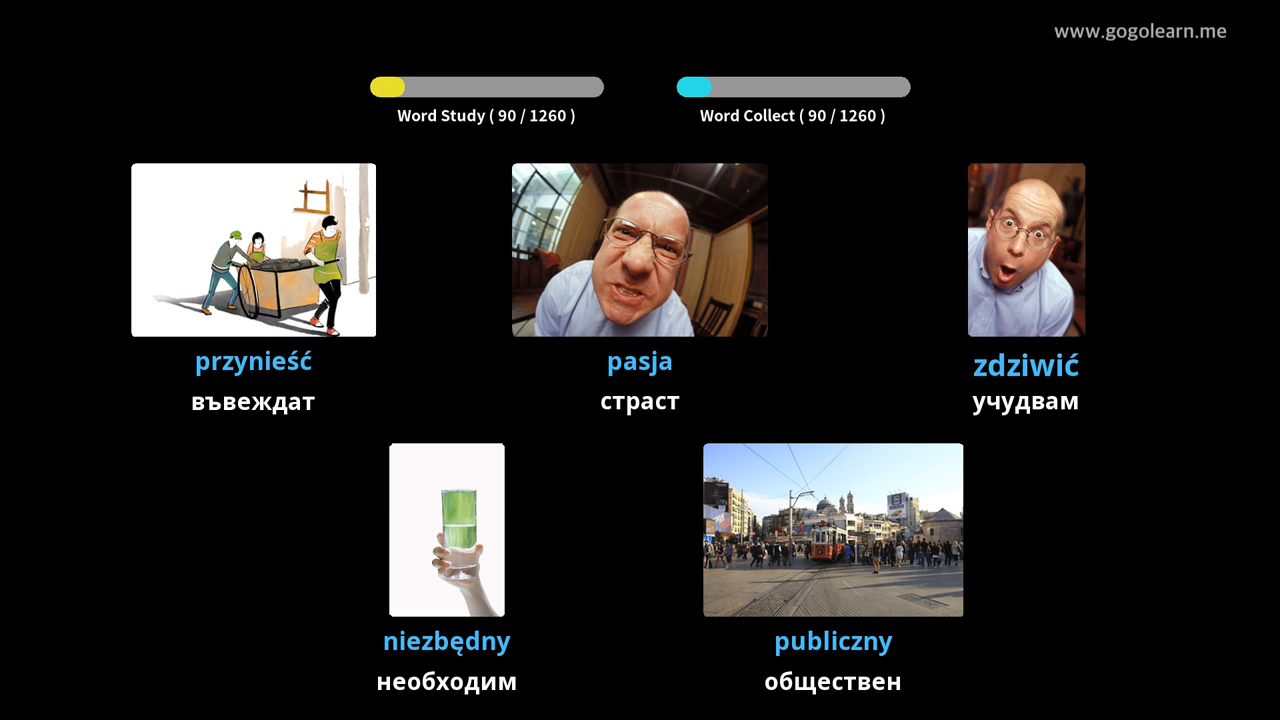 www.gogolearn.me
Word Study ( 90 / 1260 )
Word Collect ( 90 / 1260 )
przynieść
въвеждат
pasja
страст
zdziwić
учудвам
niezbędny
необходим
publiczny
обществен